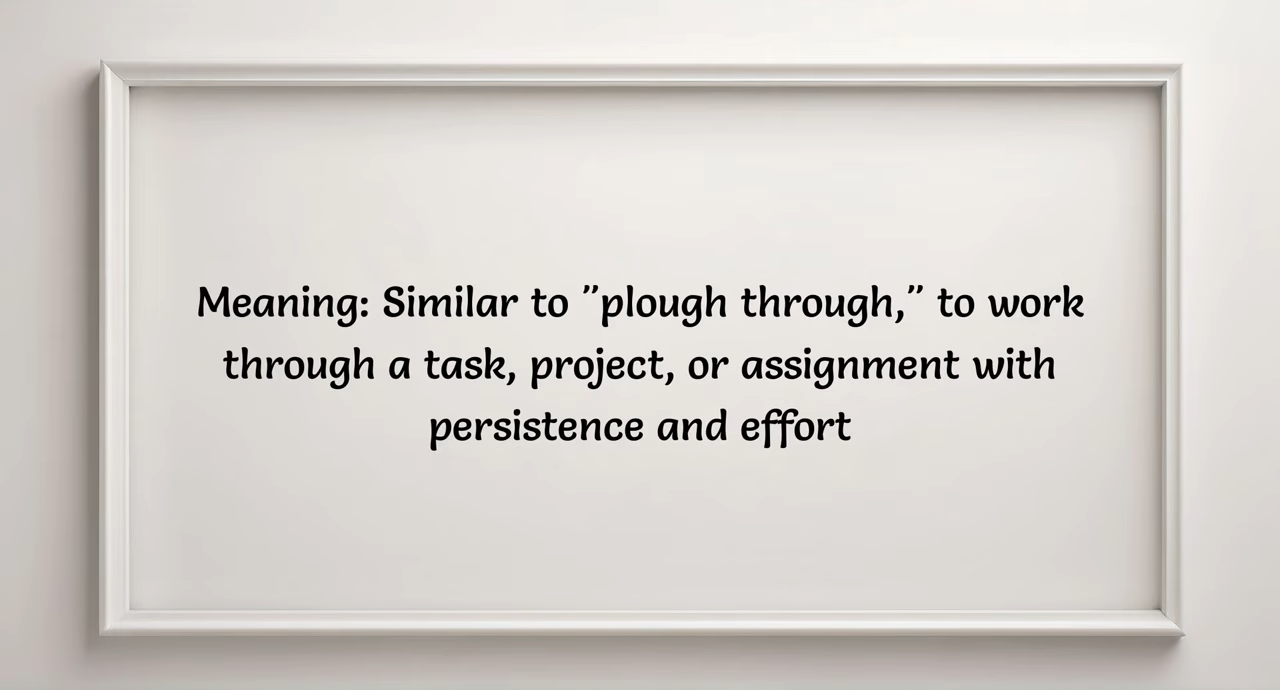 Meaning: Similar to "plough through," to work
through a task, project, or assignment with
persistence and effort